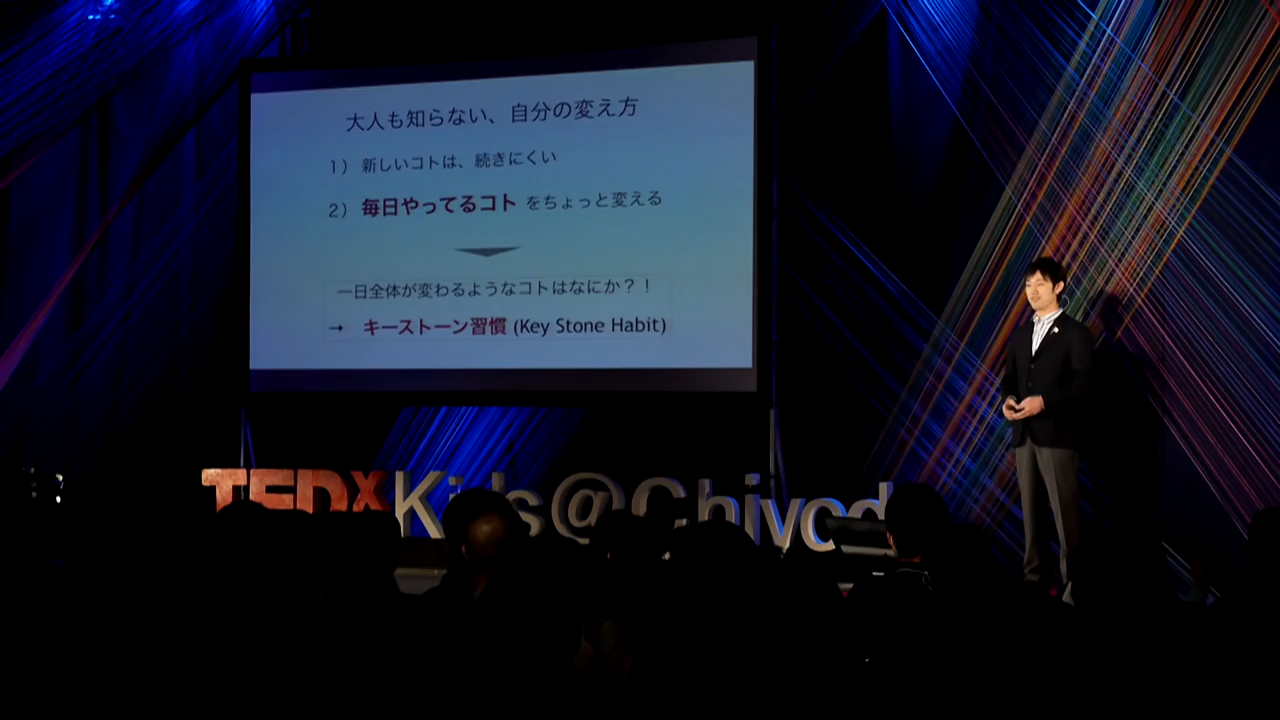 大人も知らない、自分の変え方
1） 新しいコトは、続きにくい
2） 毎日やってるコト をちょっと変える
一日全体が変わるようなコトはなにか？！
→ キーストーン習慣 (Key Stone Habit)
TEDxKids@Chiyod